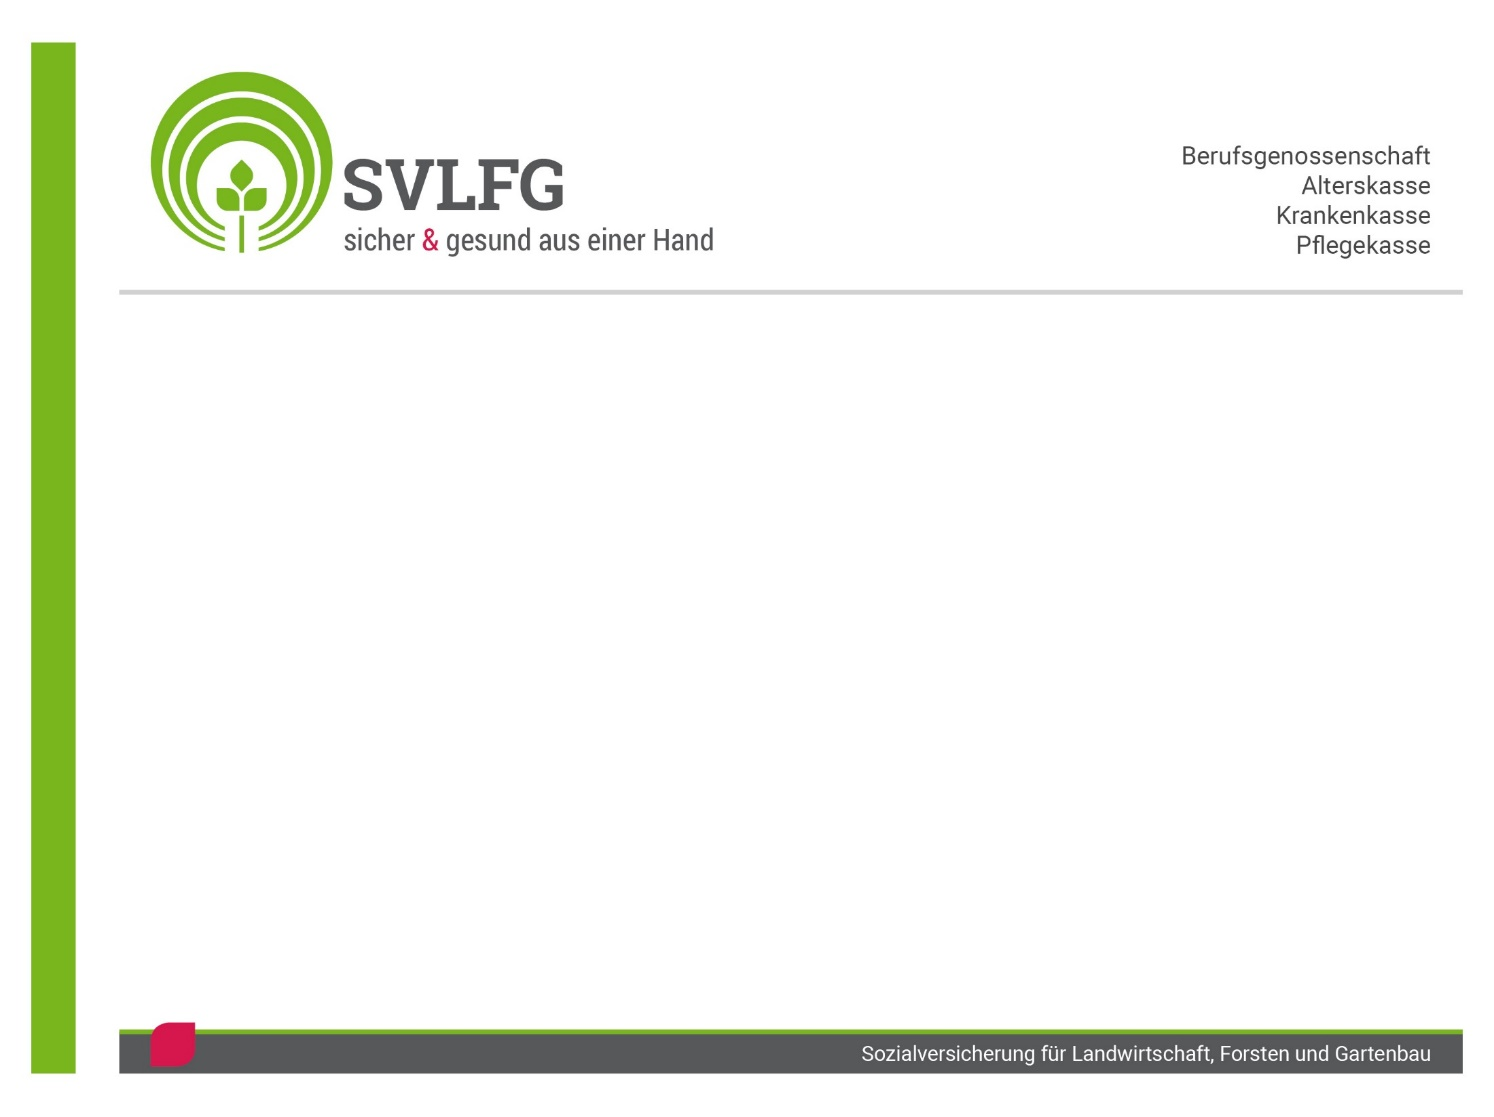 SVLFG
sicher & gesund aus einer Hand
Berufsgenossenschaft
Alterskasse
Krankenkasse
Pflegekasse
Sozialversicherung für Landwirtschaft, Forsten und Gartenbau